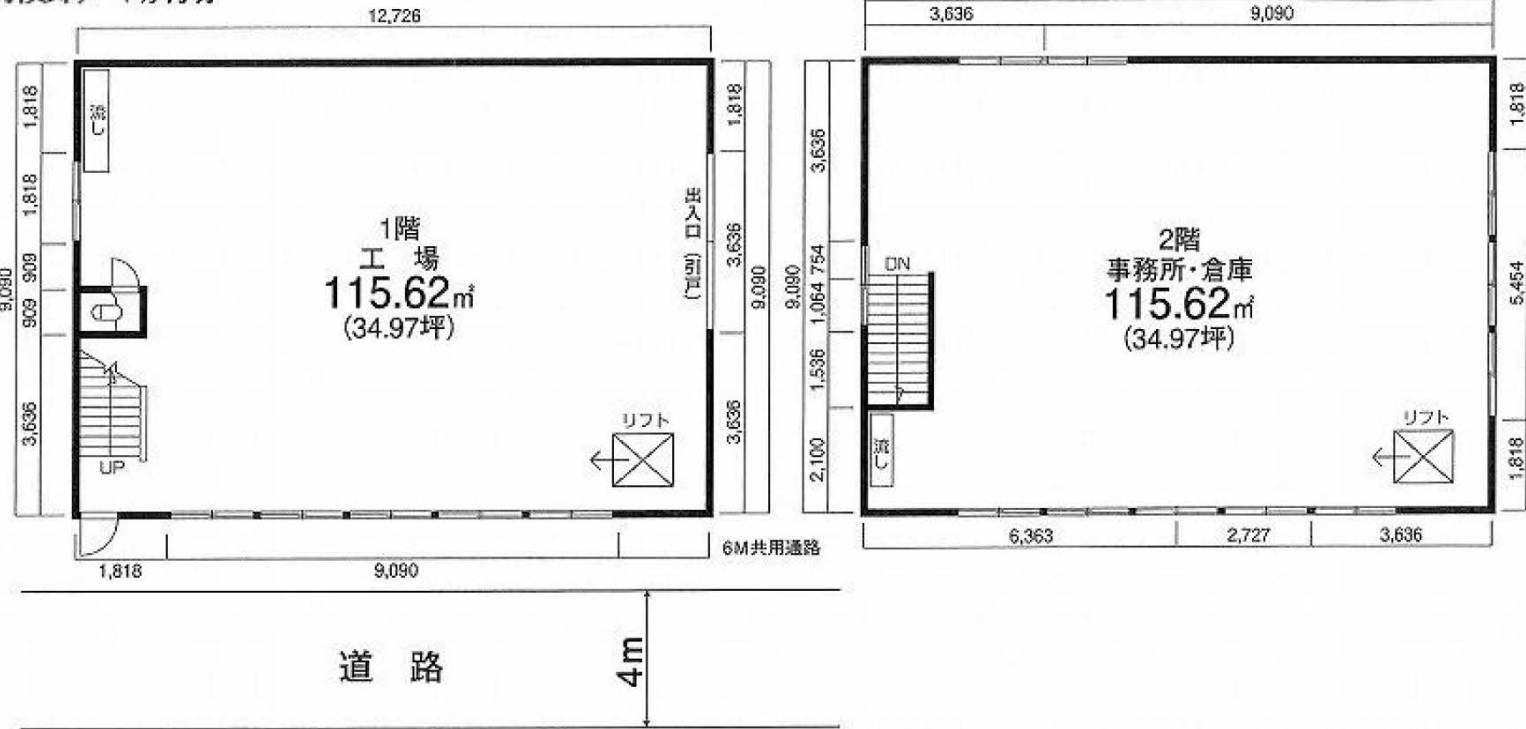 12,726
1,818
1,818
909
909
3,636
9,090
流し
1階
工 場
115.62㎡
(34.97坪)
出入口(引戸)
リフト
UP
1,818
3,636
3,636
9,090
1,818
9,090
6M共用通路
道 路
4m
3,636
9,090
3,636
754
1,064
1,536
2,100
9,090
DN
2階
事務所・倉庫
115.62㎡
(34.97坪)
流し
リフト
1,818
5,454
1,818
6,363
2,727
3,636